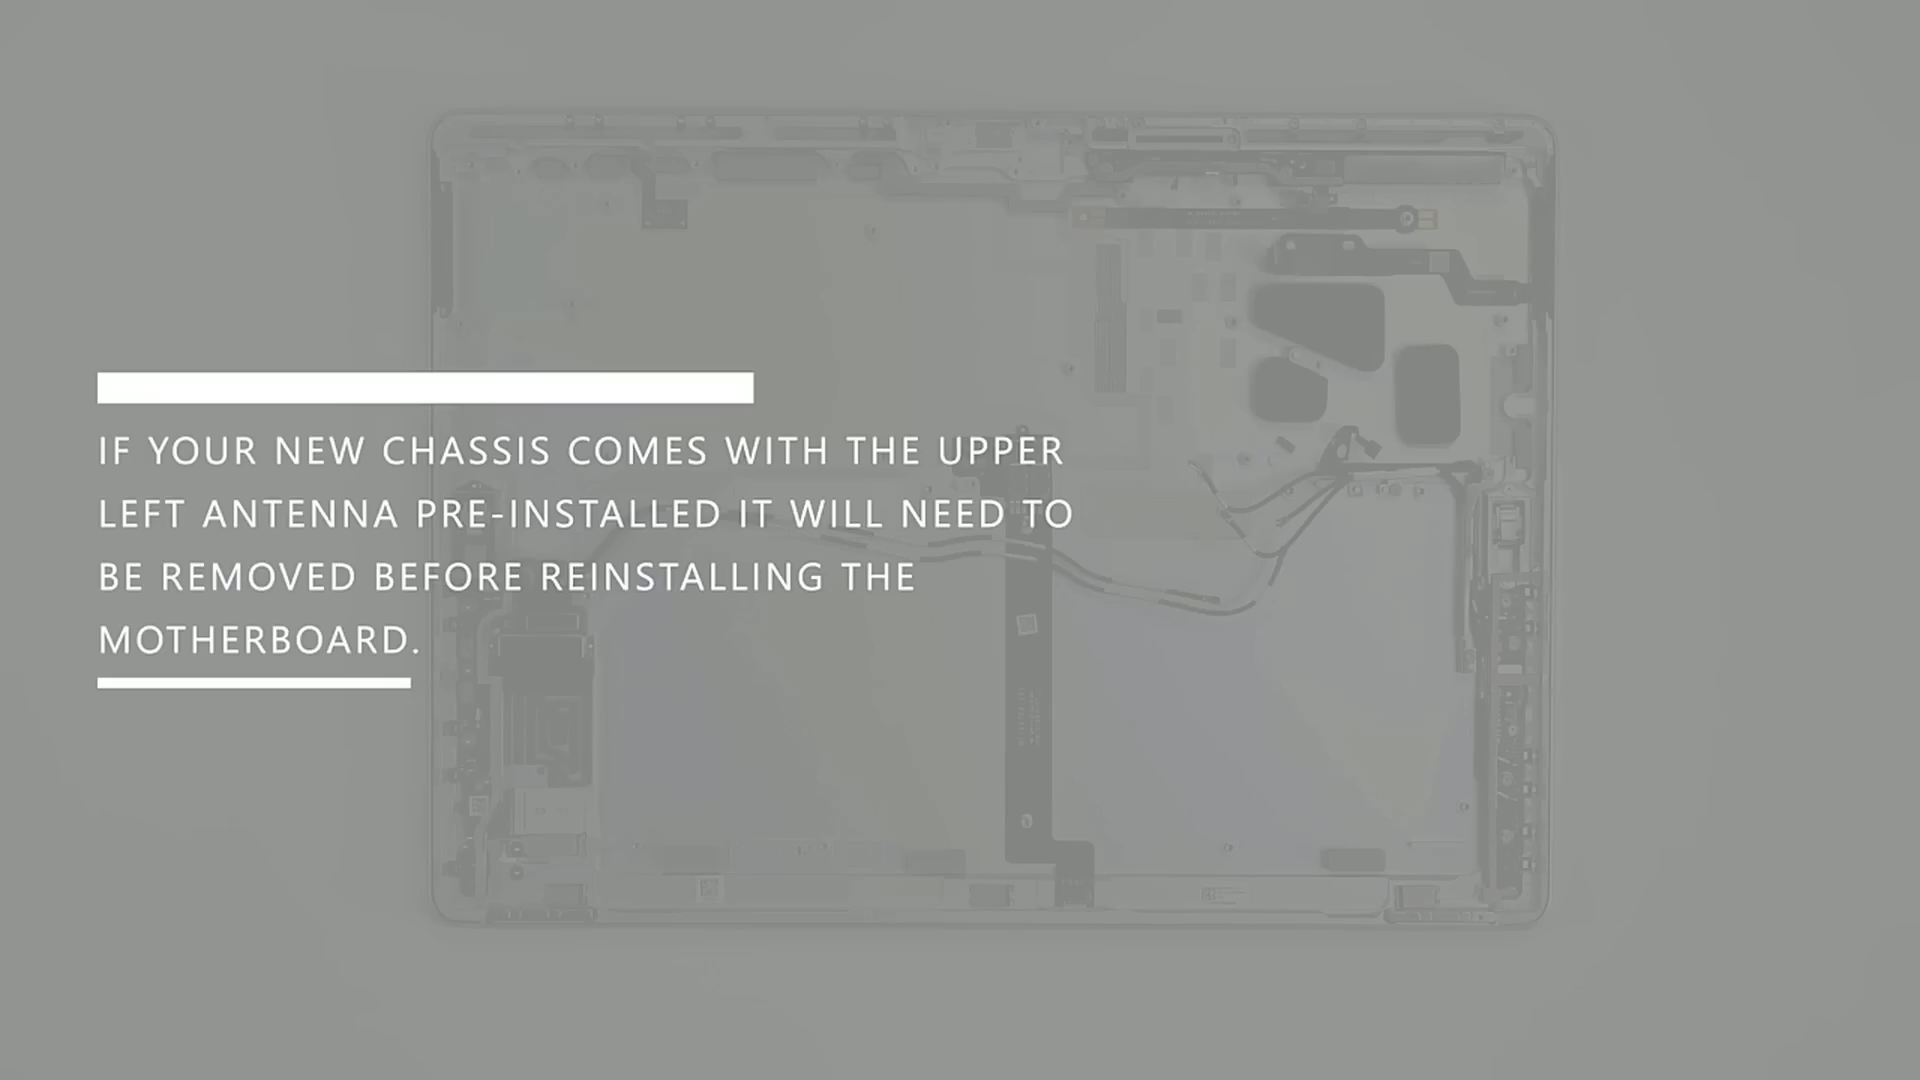 IF YOUR NEW CHASSIS COMES WITH THE UPPER
LEFT ANTENNA PRE-INSTALLED IT WILL NEED TO
BE REMOVED BEFORE REINSTALLING THE
MOTHERBOARD.